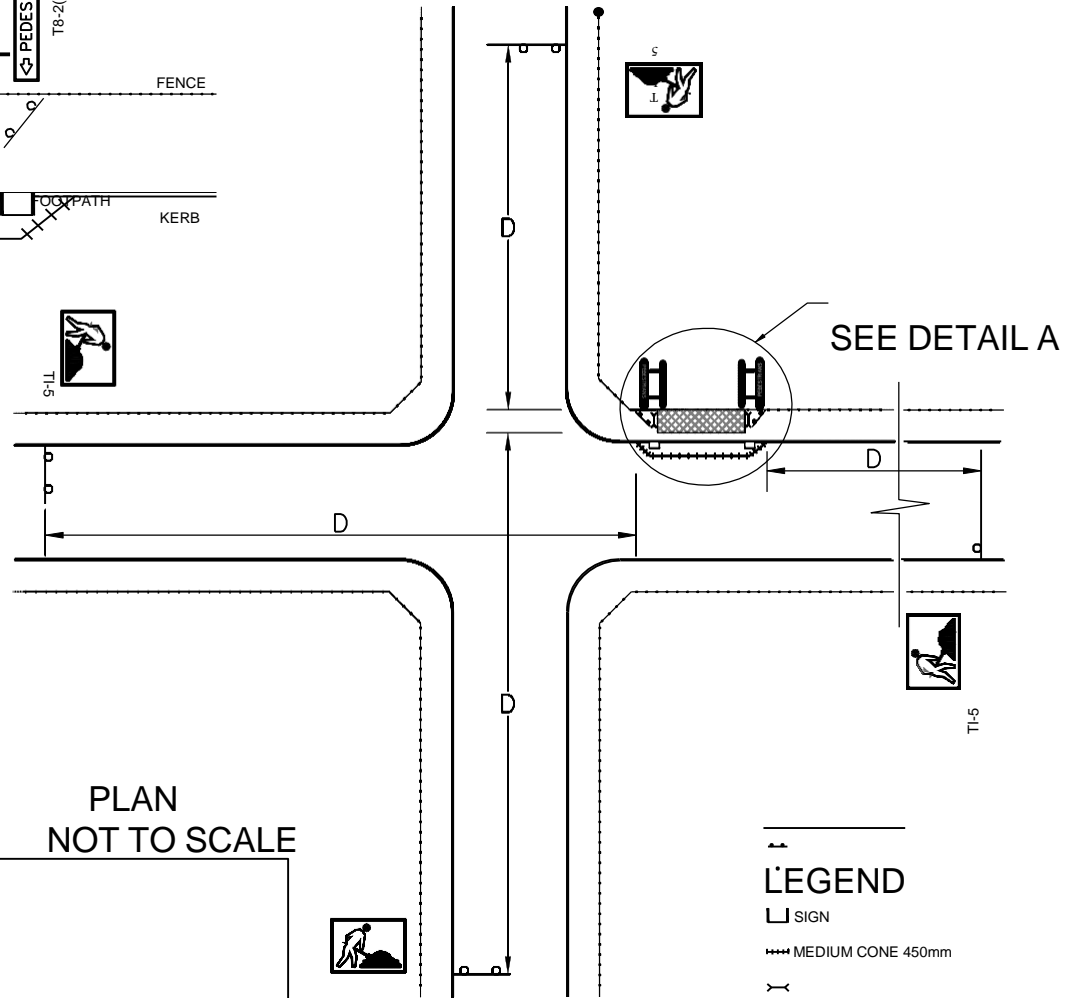 PEDES
T8-2(
FENCE
FOOTPATH
KERB
T
5
TI-5
SEE DETAIL A
D
D
D
D
TI-5
PLAN
NOT TO SCALE
LEGEND
SIGN
MEDIUM CONE 450mm